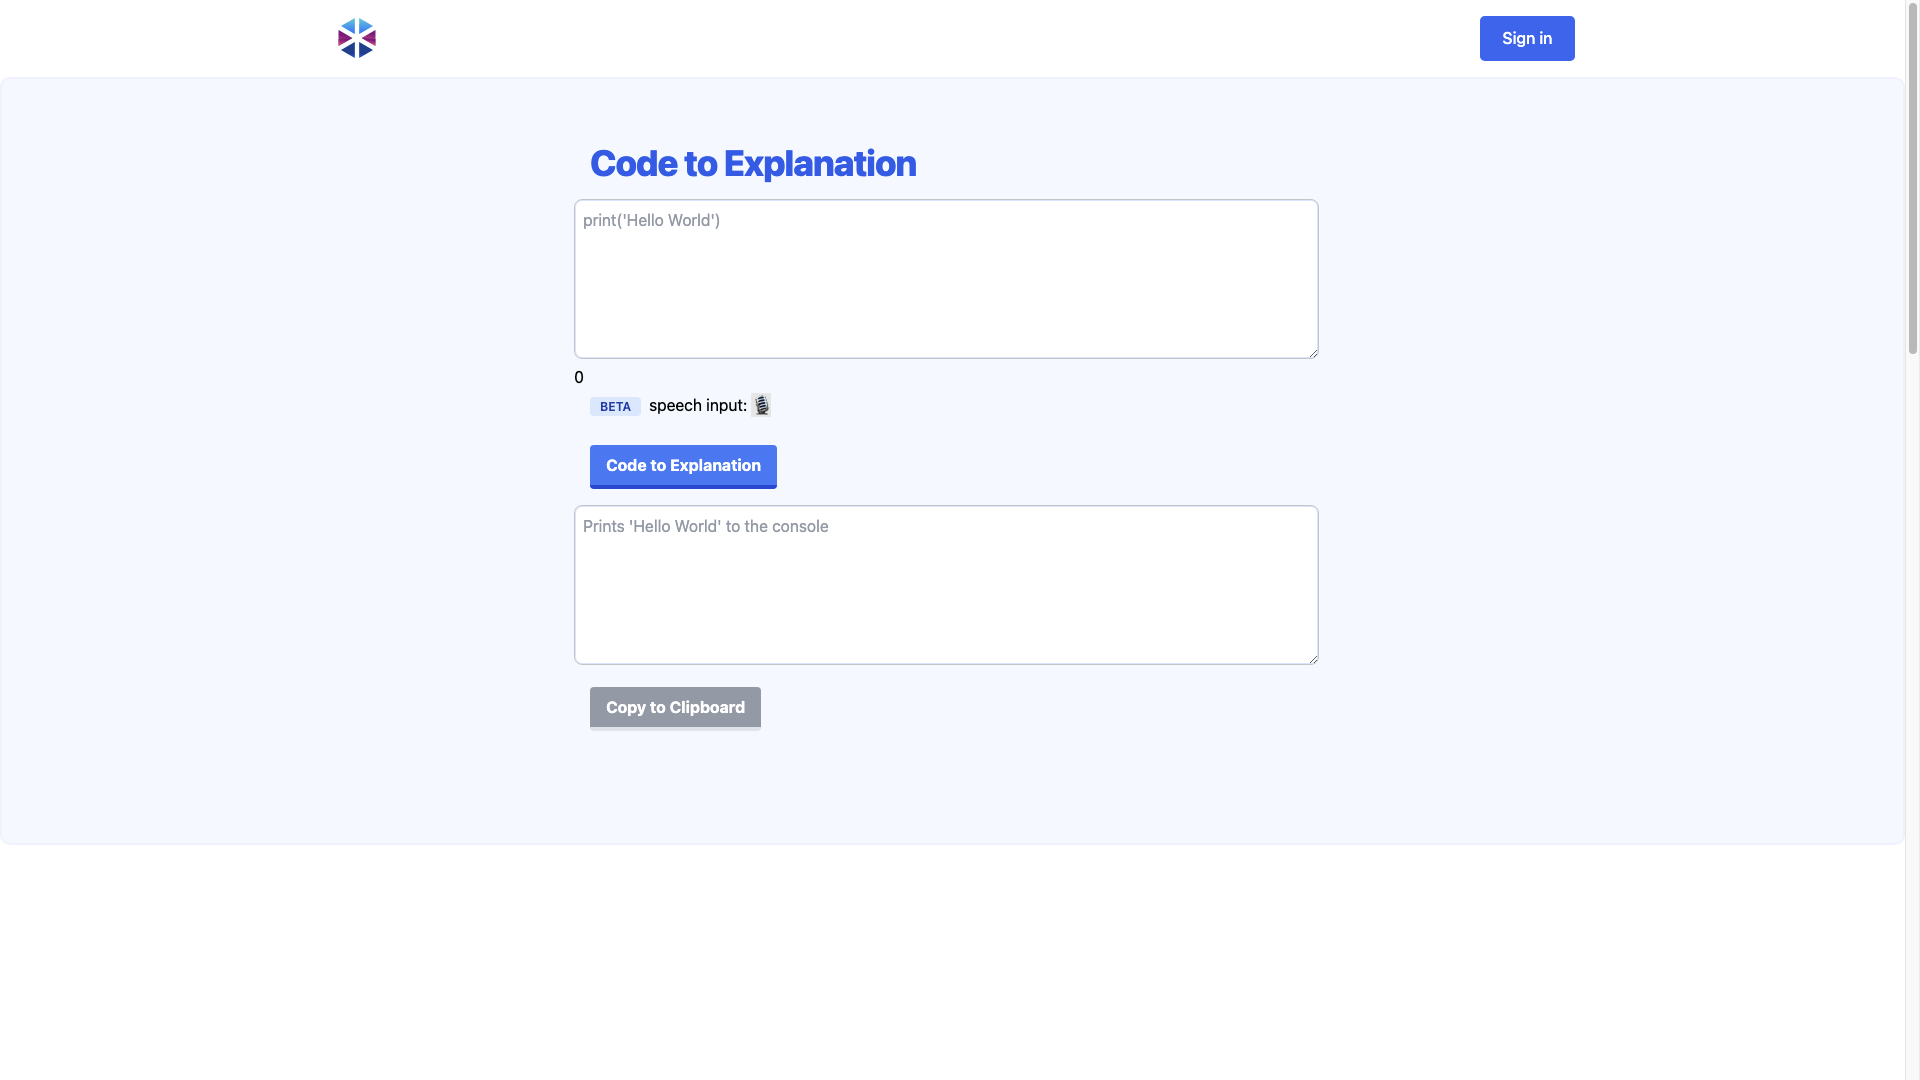 Sign in
Code to Explanation
print('Hello World')
0
BETA speech input:
Code to Explanation
Prints 'Hello World' to the console
Copy to Clipboard